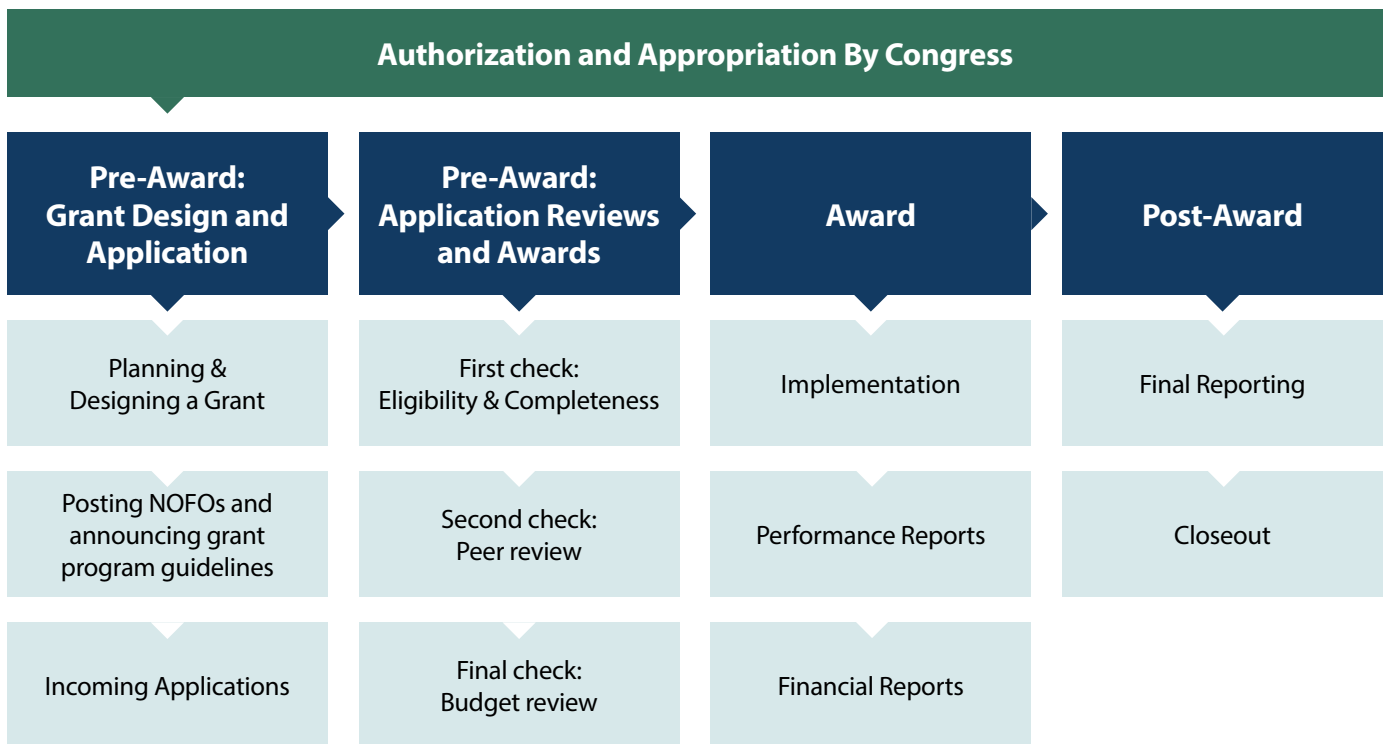 Authorization and Appropriation By Congress
Pre-Award:
Grant Design and
Application
Planning &
Designing a Grant
Posting NOFOs and
announcing grant
program guidelines
Incoming Applications
Pre-Award:
Application Reviews
and Awards
First check:
Eligibility & Completeness
Second check:
Peer review
Final check:
Budget review
Award
Implementation
Performance Reports
Financial Reports
Post-Award
Final Reporting
Closeout